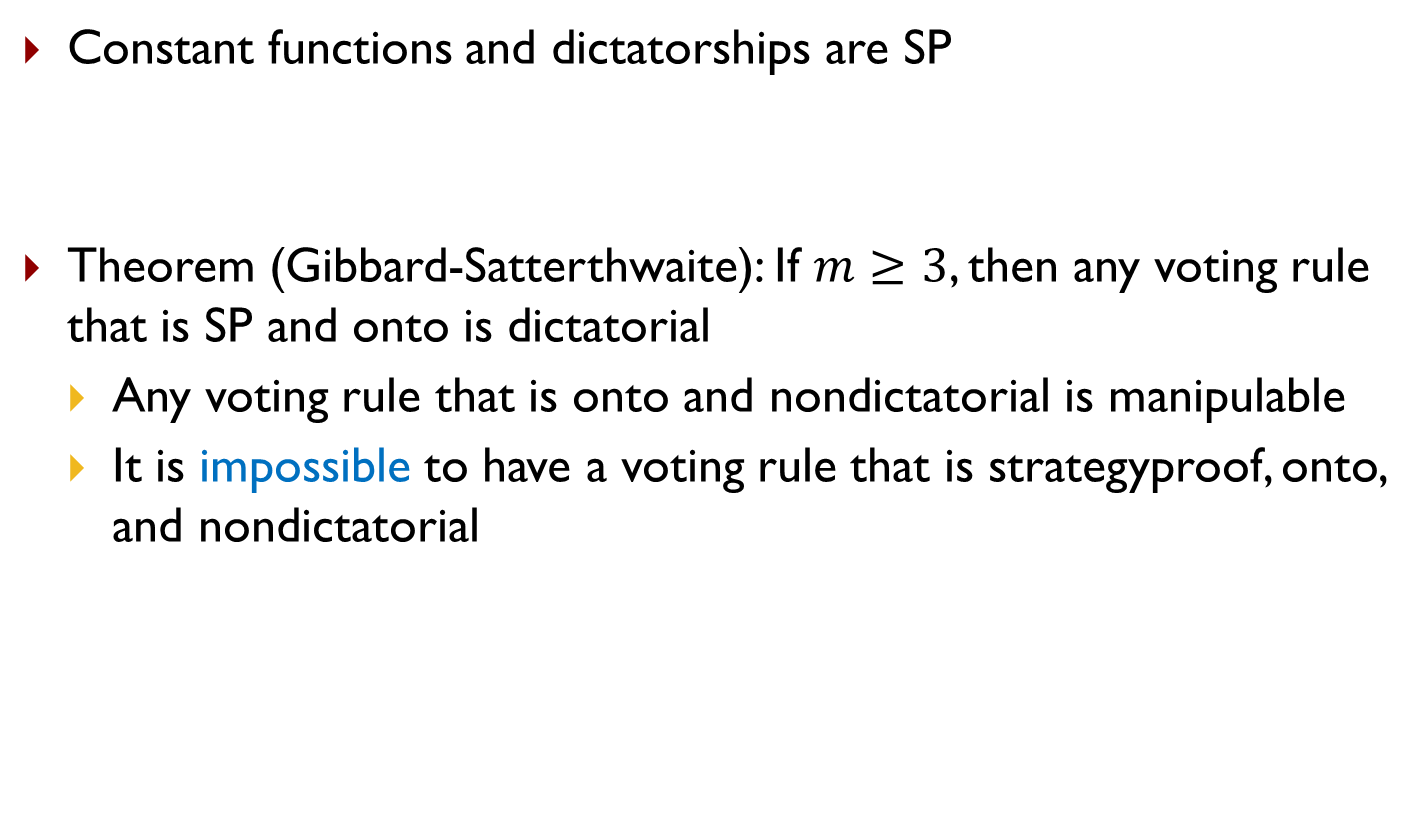 Constant functions and dictatorships are SP
Theorem (Gibbard-Satterthwaite): If 𝑚 ≥ 3, then any voting rule
that is SP and onto is dictatorial
Any voting rule that is onto and nondictatorial is manipulable
It is impossible to have a voting rule that is strategyproof, onto,
and nondictatorial